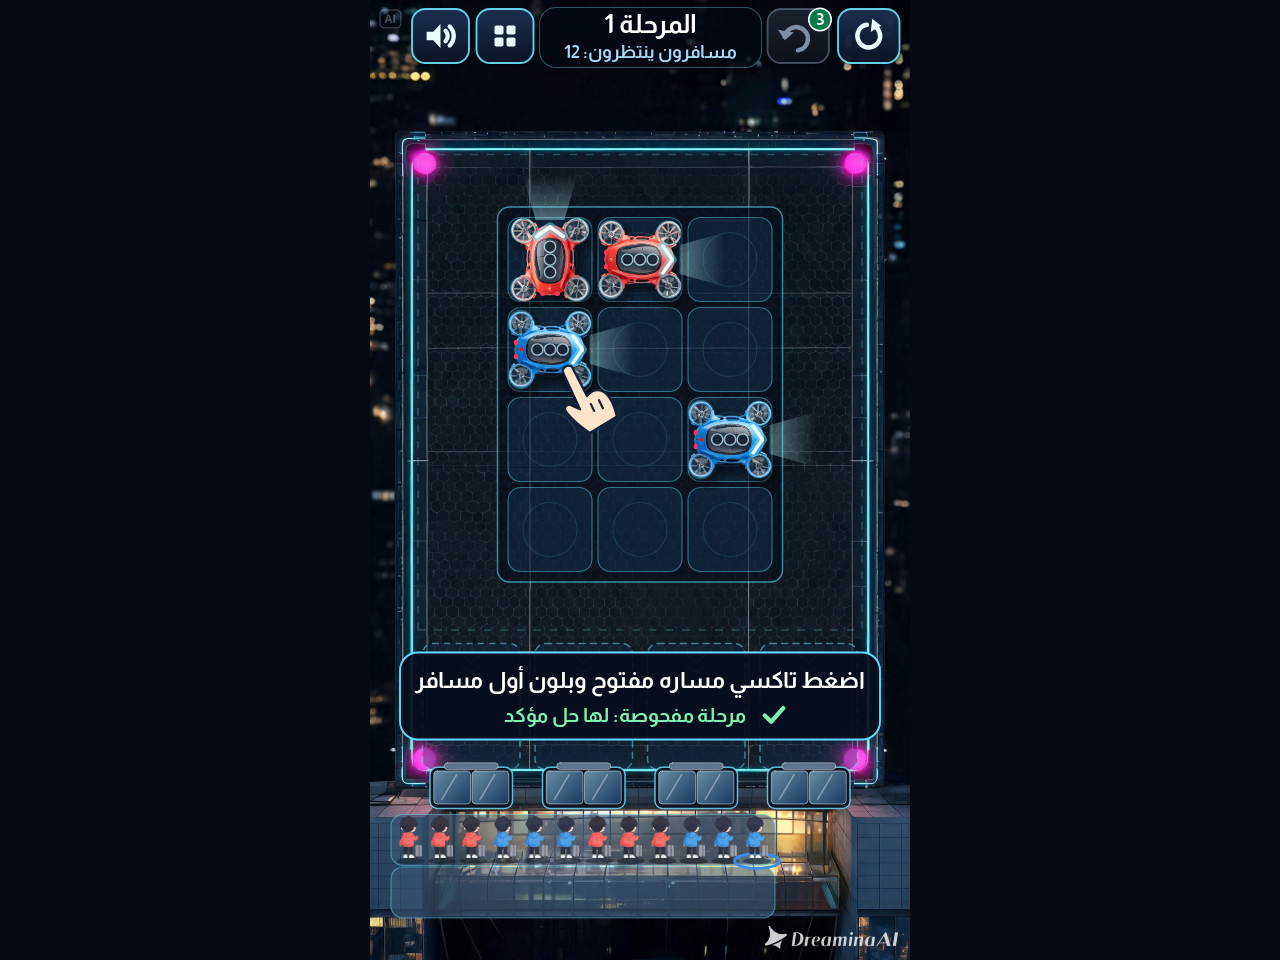 AI
المرحلة 1
مسافرون ينتظرون: 12
3
اضغط تاكسي مساره مفتوح وبلون أول مسافر
مرحلة مفحوصة: لها حل مؤكد
DreaminaAI